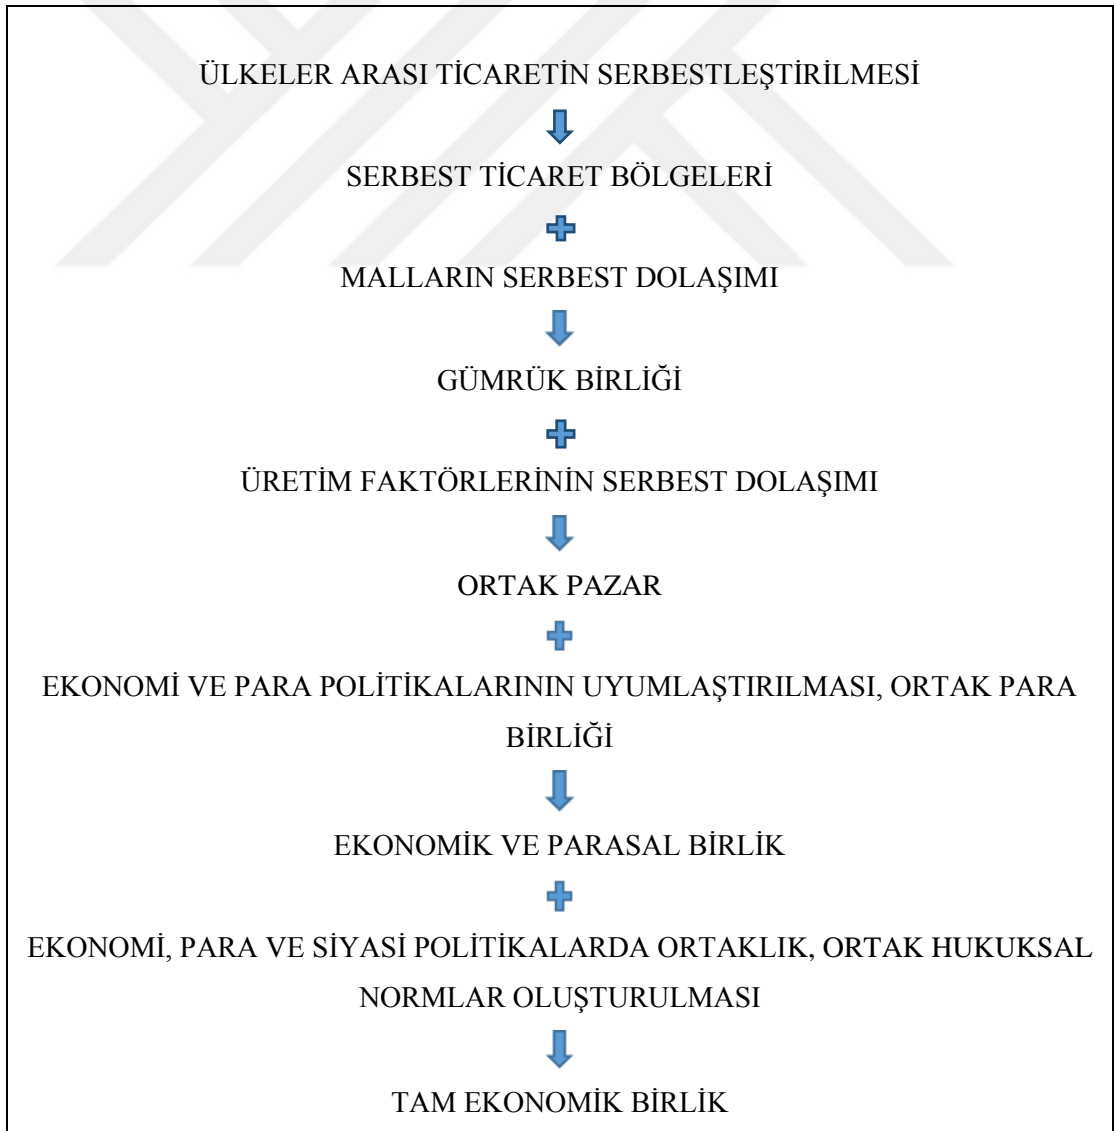 ÜLKELER ARASI TİCARETİN SERBESTLEŞTİRİLMESİ
SERBEST TİCARET BÖLGELERİ
MALLARIN SERBEST DOLAŞIMI
GÜMRÜK BİRLİĞİ
ÜRETİM FAKTÖRLERİNİN SERBEST DOLAŞIMI
ORTAK PAZAR
EKONOMİ VE PARA POLİTİKALARININ UYUMLAŞTIRILMASI, ORTAK PARA
BİRLİĞİ
EKONOMİK VE PARASAL BİRLİK
EKONOMİ, PARA VE SİYASİ POLİTİKALARDA ORTAKLIK, ORTAK HUKUKSAL
NORMLAR OLUŞTURULMASI
TAM EKONOMİK BİRLİK